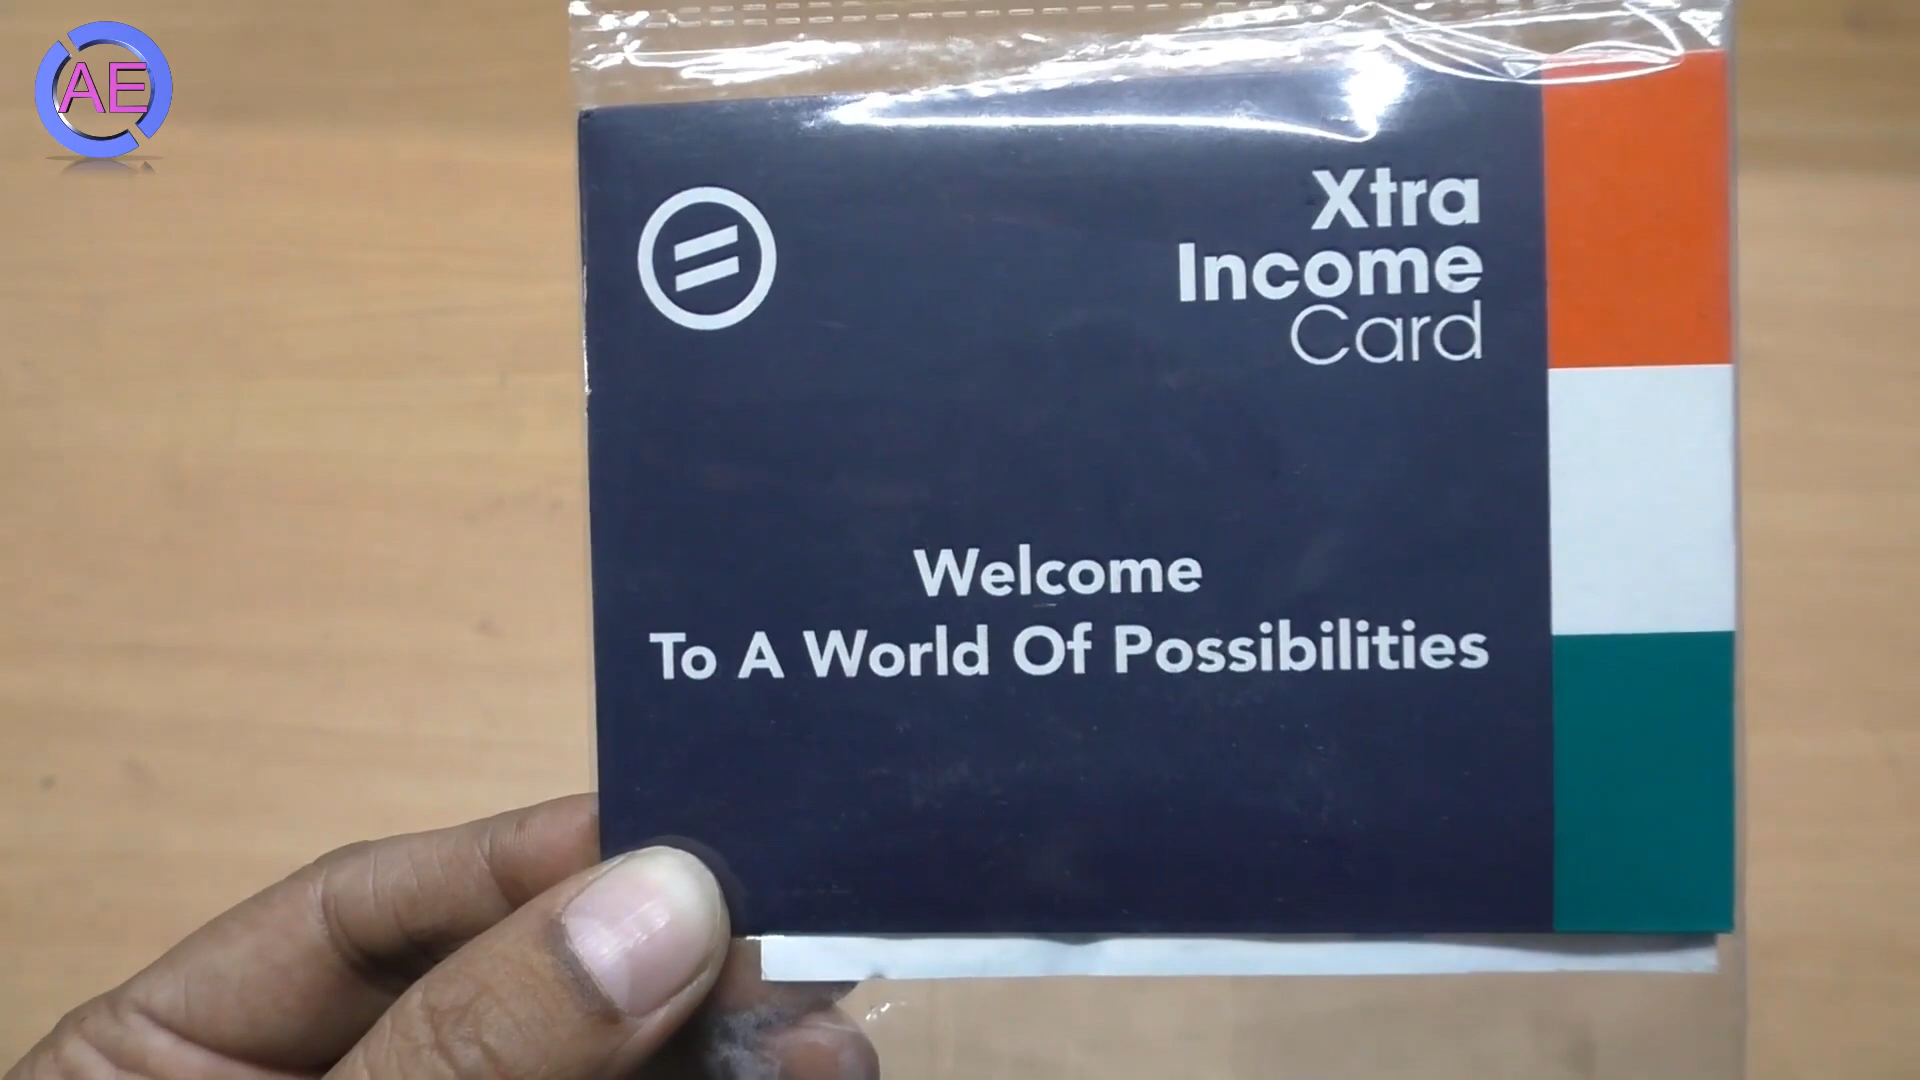 AE
Xtra
Income
Card
Welcome
To A World Of Possibilities